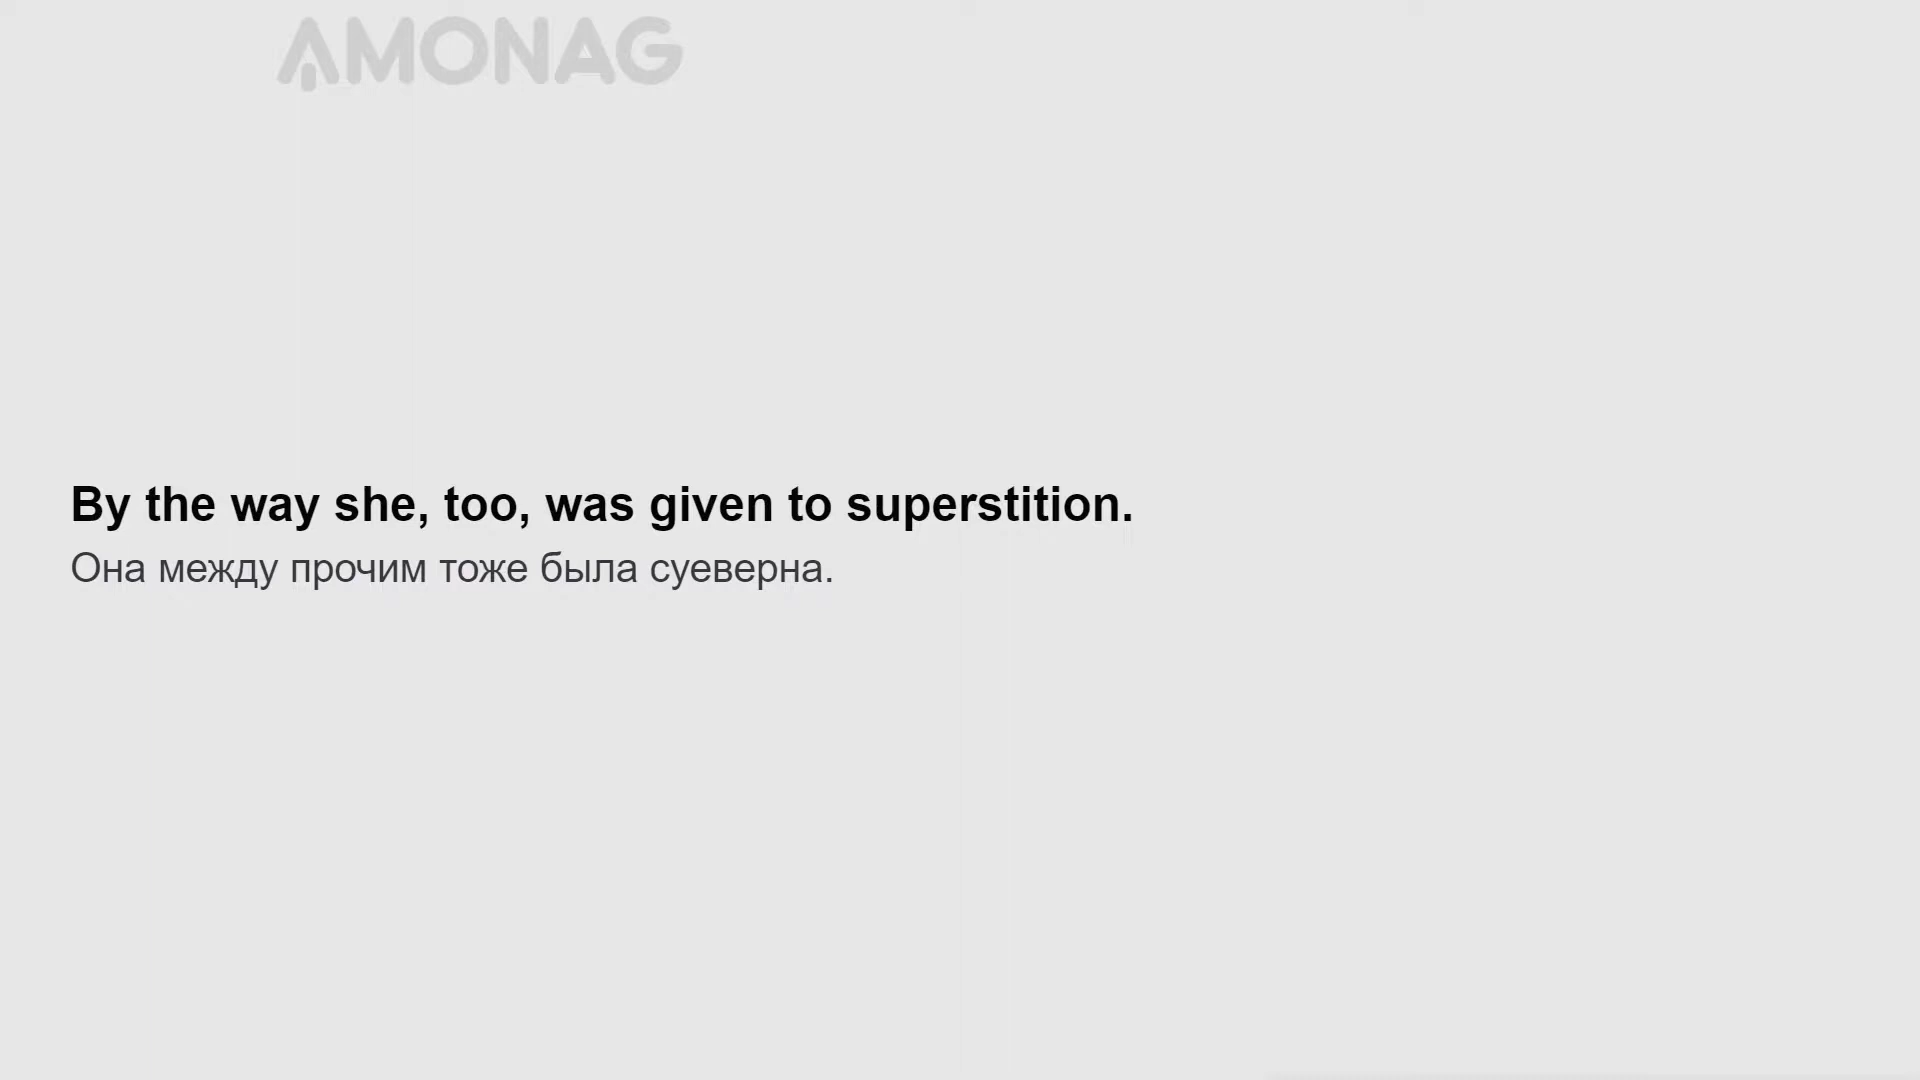 AMONAG
By the way she, too, was given to superstition.
Она между прочим тоже была суеверна.